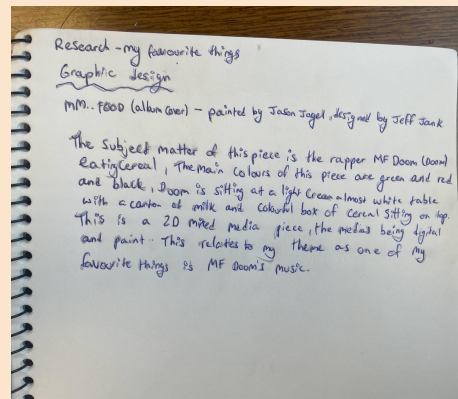 Research - my favourite things
Graphic design
MM.. FOOD (album cover) - painted by Jason Jagel, designed by Jeff Jank
The subject matter of this piece is the rapper MF Doom (Doom)
Eating Cereal, The main colours of this piece are green and red
and black, Doom is sitting at a light Cream almost white table
with a carton of milk and colourful box of cereal sitting on top.
This is a 2D mixed media piece, the medias being digital
and paint. This relates to my theme as one of my
favourite things is MF Doom's music.